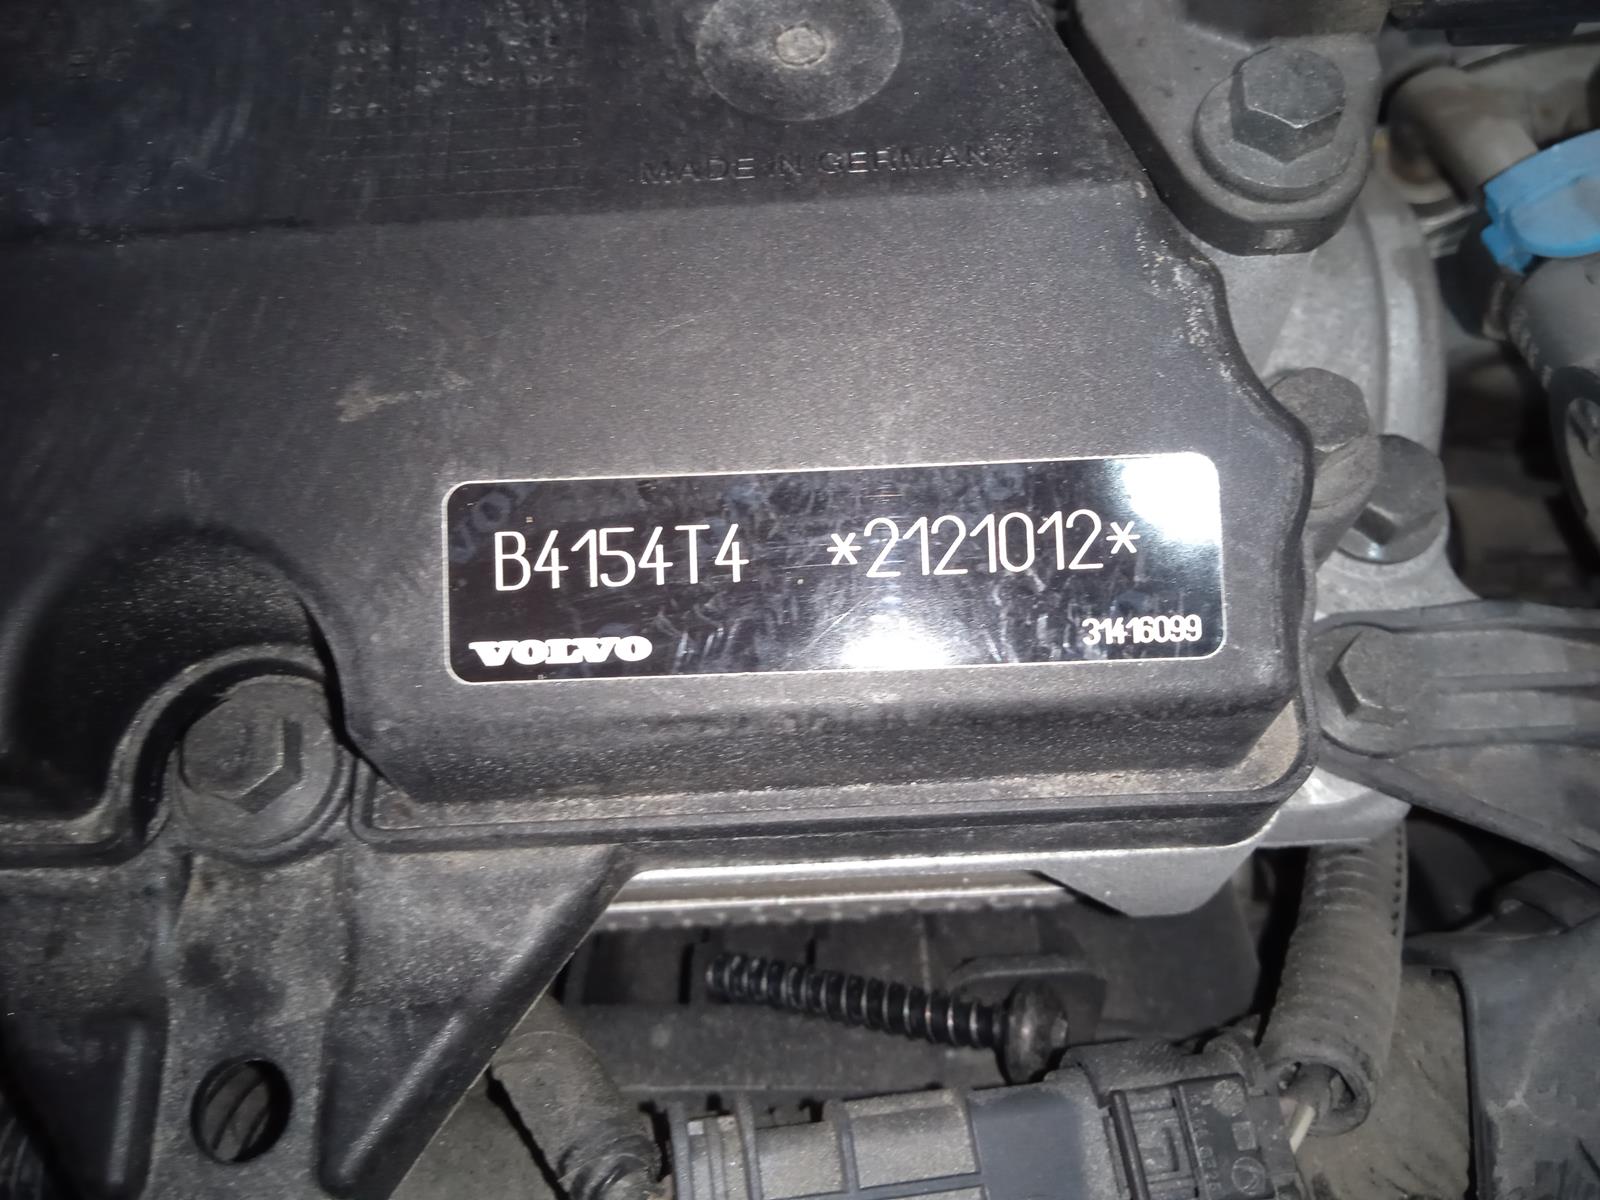 MADE IN GERMANY
B4154T4 *2121012*
VOLVO 31416099